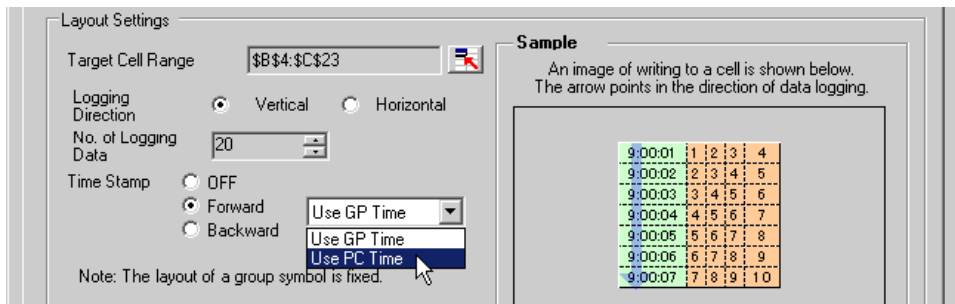 Layout Settings
Target Cell Range $B$4:$C$23
Logging Direction Vertical Horizontal
No. of Logging Data 20
Time Stamp OFF
Forward Use GP Time
Backward Use GP Time
Use PC Time
Note: The layout of a group symbol is fixed.
Sample
An image of writing to a cell is shown below.
The arrow points in the direction of data logging.
9:00:01 1 2 3 4
9:00:02 2 3 4 5
9:00:03 3 4 5 6
9:00:04 4 5 6 7
9:00:05 5 6 7 8
9:00:06 6 7 8 9
9:00:07 7 8 9 10